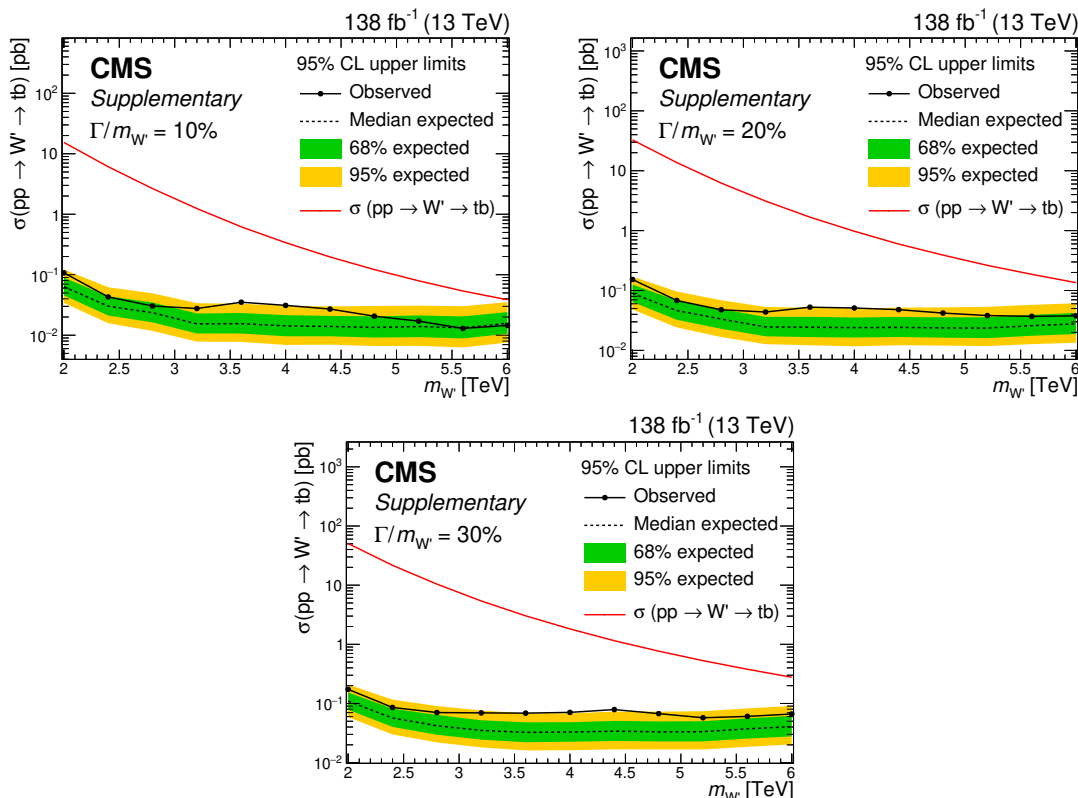 138 fb⁻¹ (13 TeV)
σ(pp → W' → tb) [pb]
CMS
Supplementary
Γ/m_W' = 10%
95% CL upper limits
Observed
Median expected
68% expected
95% expected
σ (pp → W' → tb)
10²
10
1
10⁻¹
10⁻²
2 2.5 3 3.5 4 4.5 5 5.5 6
m_W' [TeV]
138 fb⁻¹ (13 TeV)
σ(pp → W' → tb) [pb]
CMS
Supplementary
Γ/m_W' = 20%
95% CL upper limits
Observed
Median expected
68% expected
95% expected
σ (pp → W' → tb)
10³
10²
10
1
10⁻¹
10⁻²
2 2.5 3 3.5 4 4.5 5 5.5 6
m_W' [TeV]
138 fb⁻¹ (13 TeV)
σ(pp → W' → tb) [pb]
CMS
Supplementary
Γ/m_W' = 30%
95% CL upper limits
Observed
Median expected
68% expected
95% expected
σ (pp → W' → tb)
10³
10²
10
1
10⁻¹
10⁻²
2 2.5 3 3.5 4 4.5 5 5.5 6
m_W' [TeV]